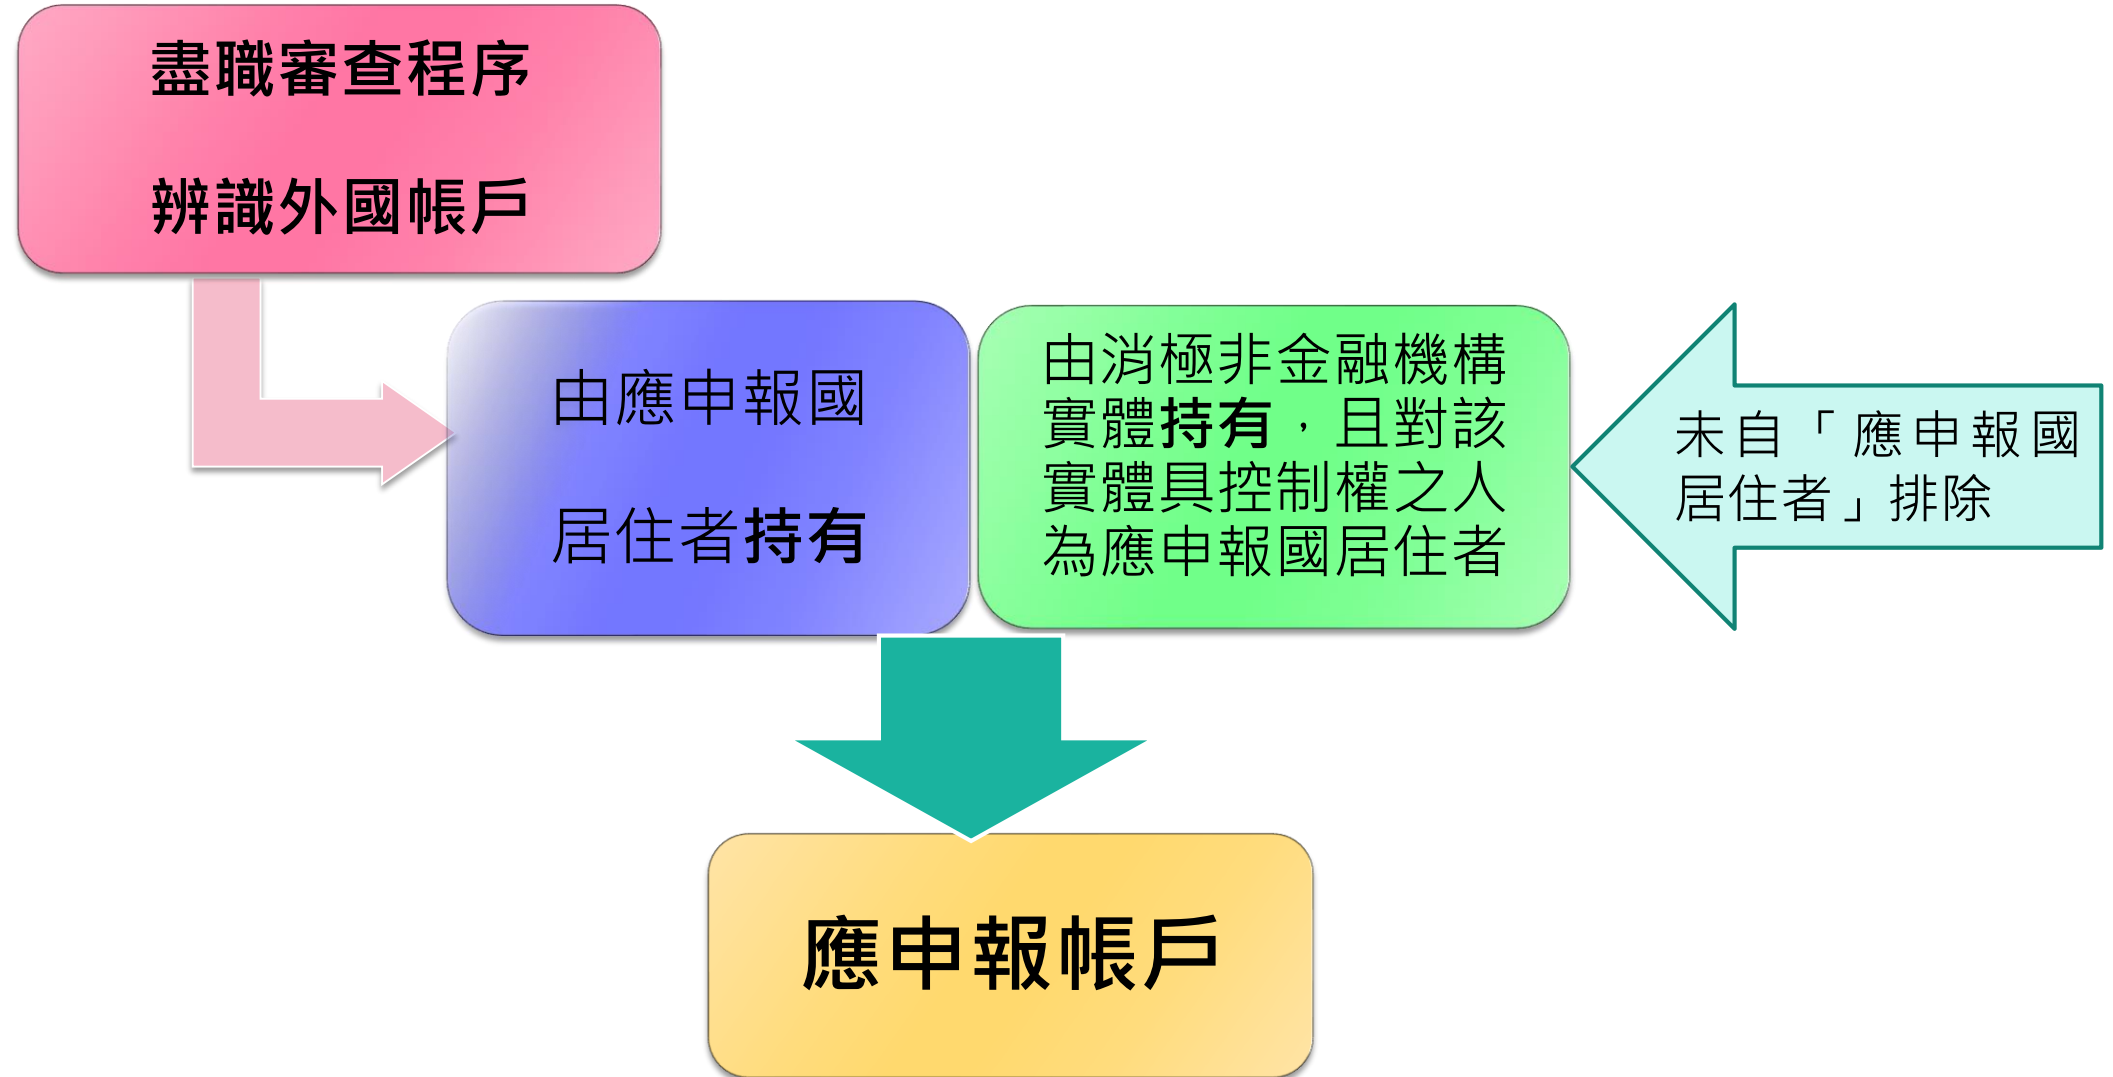 盡職審查程序
辨識外國帳戶
由應申報國
居住者持有
由消極非金融機構
實體持有，且對該
實體具控制權之人
為應申報國居住者
未自「應申報國
居住者」排除
應申報帳戶